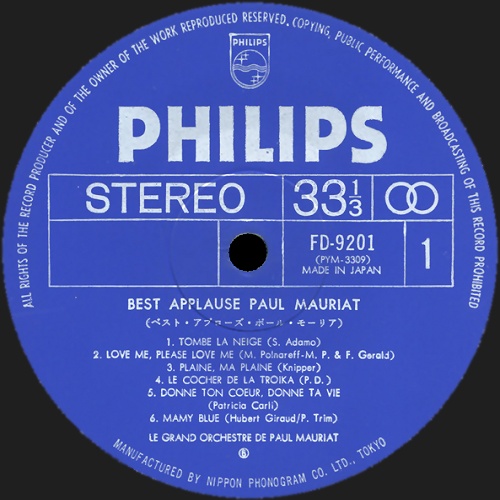 ALL RIGHTS OF THE RECORD PRODUCER AND OF THE OWNER OF THE WORK REPRODUCED RESERVED. COPYING, PUBLIC PERFORMANCE AND BROADCASTING OF THIS RECORD PROHIBITED
PHILIPS
PHILIPS
STEREO 33 1/3
FD-9201 1
(PYM-3309)
MADE IN JAPAN
BEST APPLAUSE PAUL MAURIAT
(ベスト・アプローズ・ポール・モーリア)
1. TOMBE LA NEIGE (S. Adamo)
2. LOVE ME, PLEASE LOVE ME (M. Polnareff-M. P. & F. Gerald)
3. PLAINE, MA PLAINE (Knipper)
4. LE COCHER DE LA TROIKA (P. D.)
5. DONNE TON COEUR, DONNE TA VIE
(Patricia Carli)
6. MAMY BLUE (Hubert Giraud/P. Trim)
LE GRAND ORCHESTRE DE PAUL MAURIAT
MANUFACTURED BY NIPPON PHONOGRAM CO. LTD., TOKYO